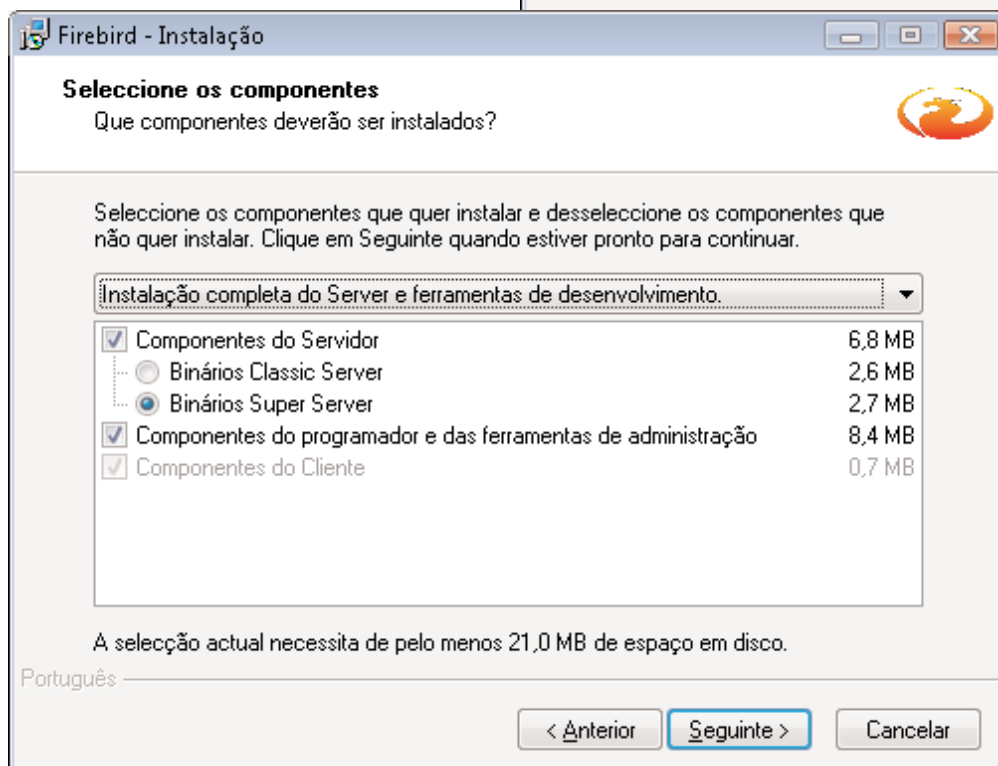 Firebird - Instalação
Seleccione os componentes
Que componentes deverão ser instalados?
Seleccione os componentes que quer instalar e desseleccione os componentes que
não quer instalar. Clique em Seguinte quando estiver pronto para continuar.
Instalação completa do Server e ferramentas de desenvolvimento.
Componentes do Servidor 6,8 MB
Binários Classic Server 2,6 MB
Binários Super Server 2,7 MB
Componentes do programador e das ferramentas de administração 8,4 MB
Componentes do Cliente 0,7 MB
A selecção actual necessita de pelo menos 21,0 MB de espaço em disco.
Português
< Anterior Seguinte > Cancelar